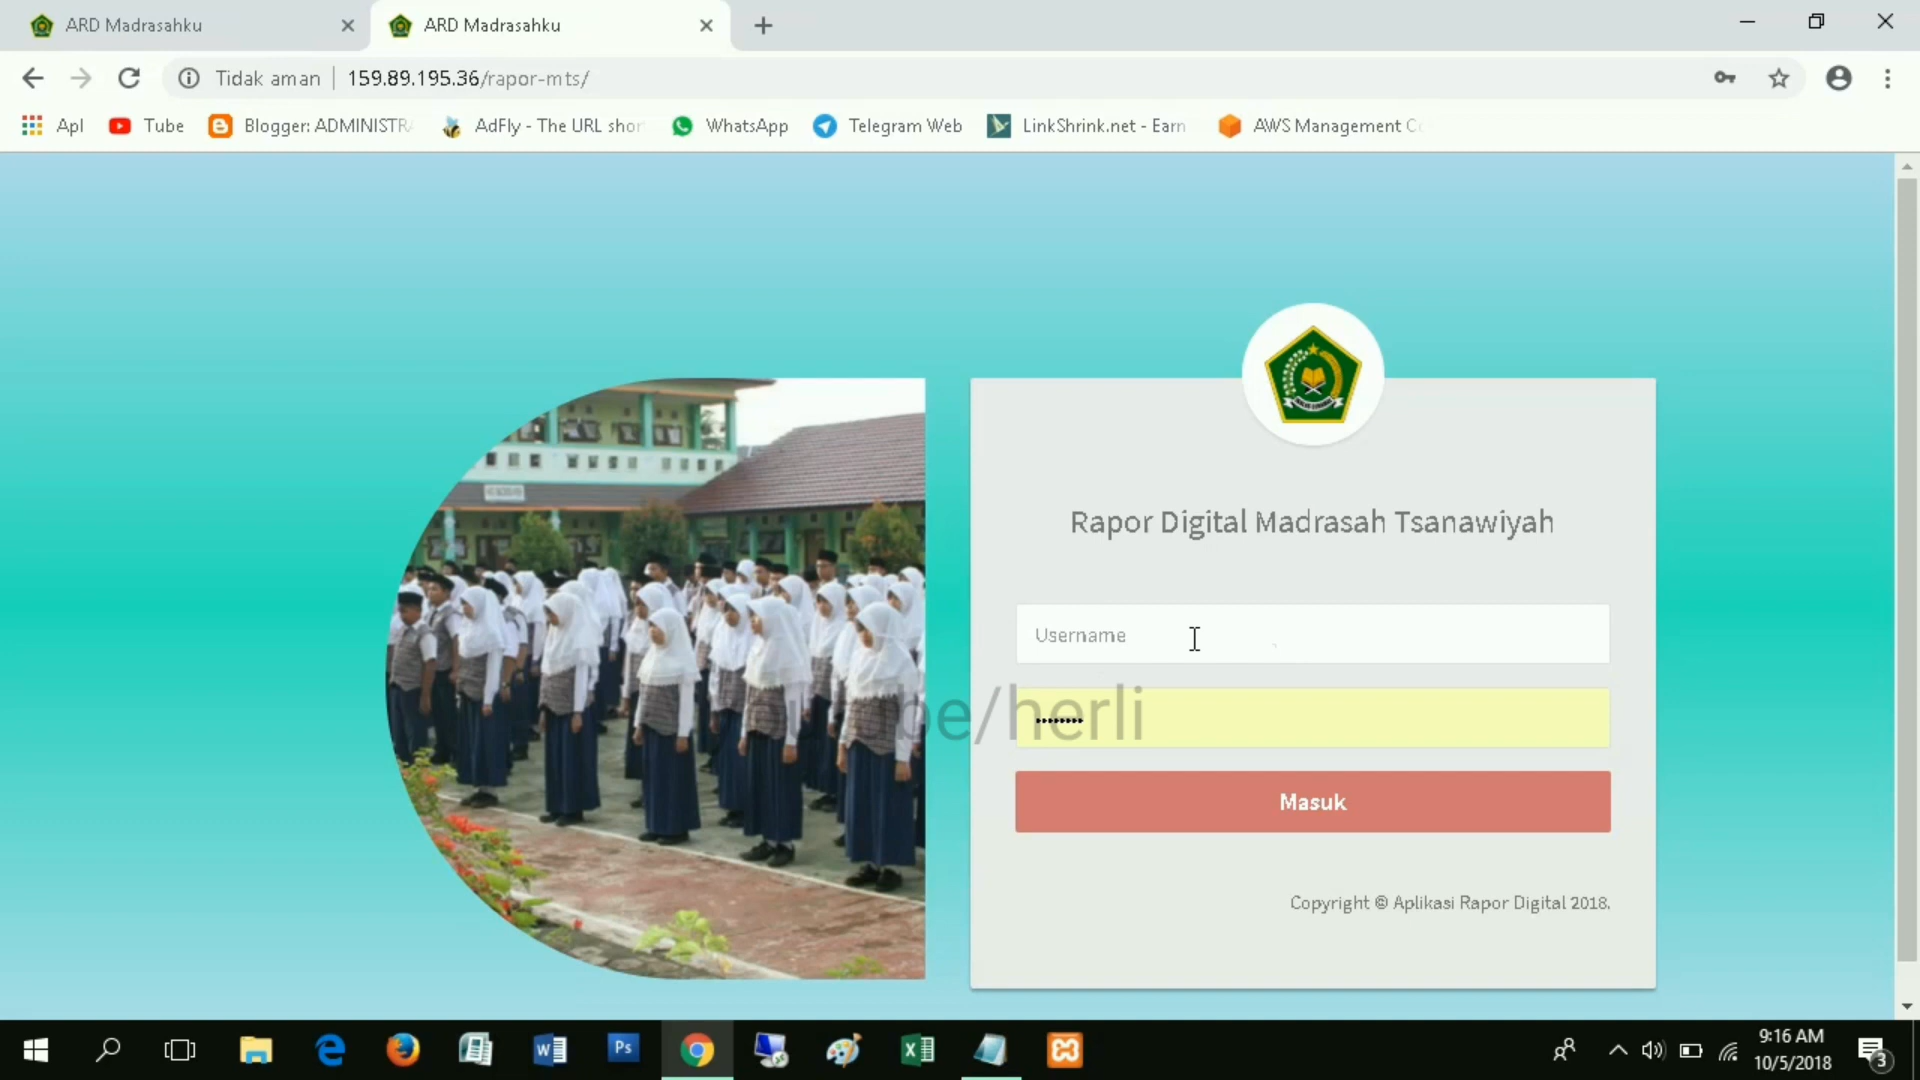 ARD Madrasahku
ARD Madrasahku
Tidak aman 159.89.195.36/rapor-mts/
Apl Tube Blogger: ADMINISTR AdFly - The URL shor WhatsApp Telegram Web LinkShrink.net - Earn AWS Management C
Rapor Digital Madrasah Tsanawiyah
Username
be/herli
Masuk
Copyright © Aplikasi Rapor Digital 2018.
Ps
9:16 AM
10/5/2018
3